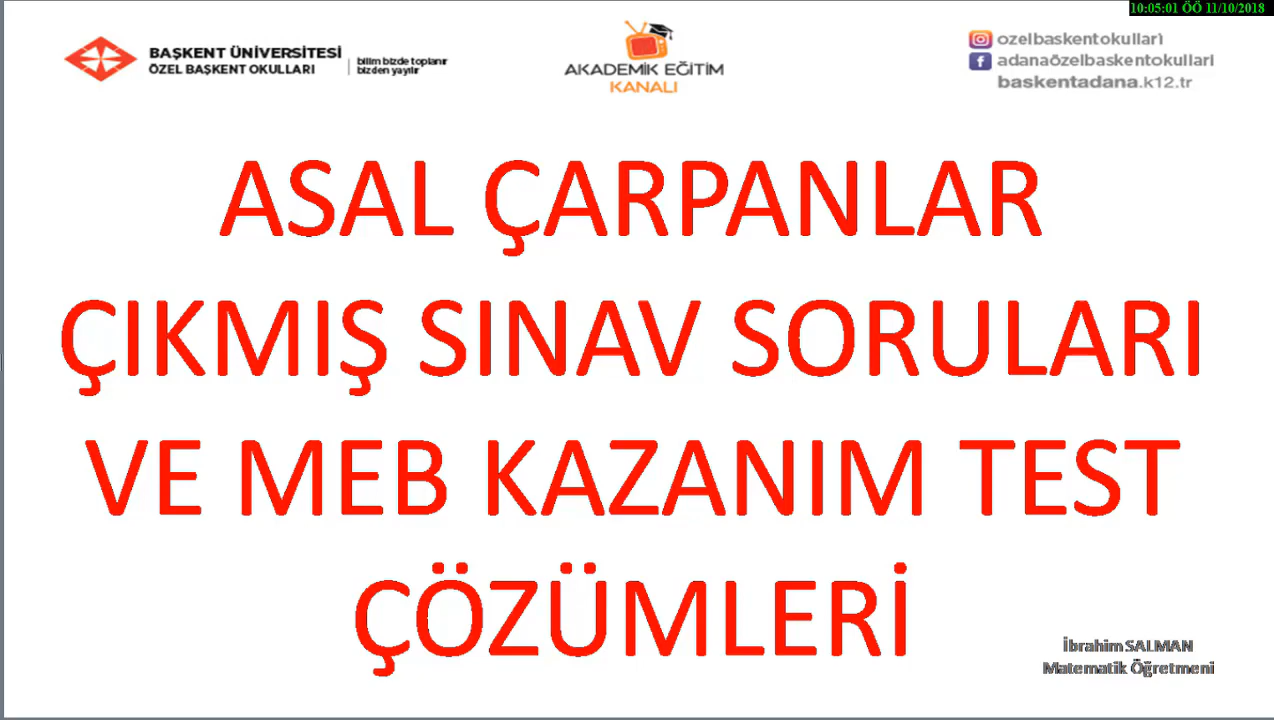 10:05:01 ÖÖ 11/10/2018
BAŞKENT ÜNİVERSİTESİ
ÖZEL BAŞKENT OKULLARI
bilim bizde toplanır
bizden yayılır
AKADEMİK EĞİTİM
KANALI
ozelbaskentokullari
adanaözelbaskentokullari
baskentadana.k12.tr
ASAL ÇARPANLAR
ÇIKMIŞ SINAV SORULARI
VE MEB KAZANIM TEST
ÇÖZÜMLERİ
İbrahim SALMAN
Matematik Öğretmeni